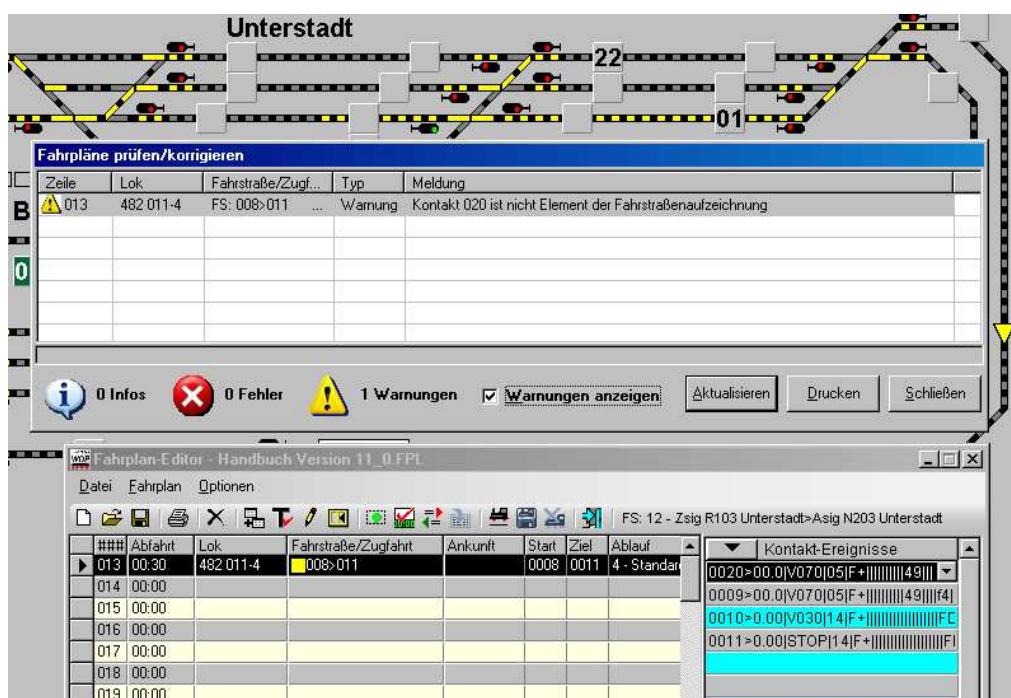 Unterstadt
22
01
Fahrpläne prüfen/korrigieren
Zeile Lok Fahrstraße/Zugf... Typ Meldung
013 482 011-4 FS: 008>011 ... Warnung Kontakt 020 ist nicht Element der Fahrstraßenaufzeichnung
B
0
0 Infos 0 Fehler 1 Warnungen Warnungen anzeigen Aktualisieren Drucken Schließen
Fahrplan-Editor - Handbuch Version 11_0.FPL
Datei Fahrplan Optionen
FS: 12 - Zsig R103 Unterstadt>Asig N203 Unterstadt
### Abfahrt Lok Fahrstraße/Zugfahrt Ankunft Start Ziel Ablauf Kontakt-Ereignisse
013 00:30 482 011-4 008>011 0008 0011 4 - Standar
0020>00.0|V070|05|F+||||||||||49|||
014 00:00
0009>00.0|V070|05|F+||||||||||49||||f4|
015 00:00
0010>0.00|V030|14|F+||||||||||||||||||||FD
016 00:00
0011>0.00|STOP|14|F+||||||||||||||||||||FI
017 00:00
018 00:00
019 00:00